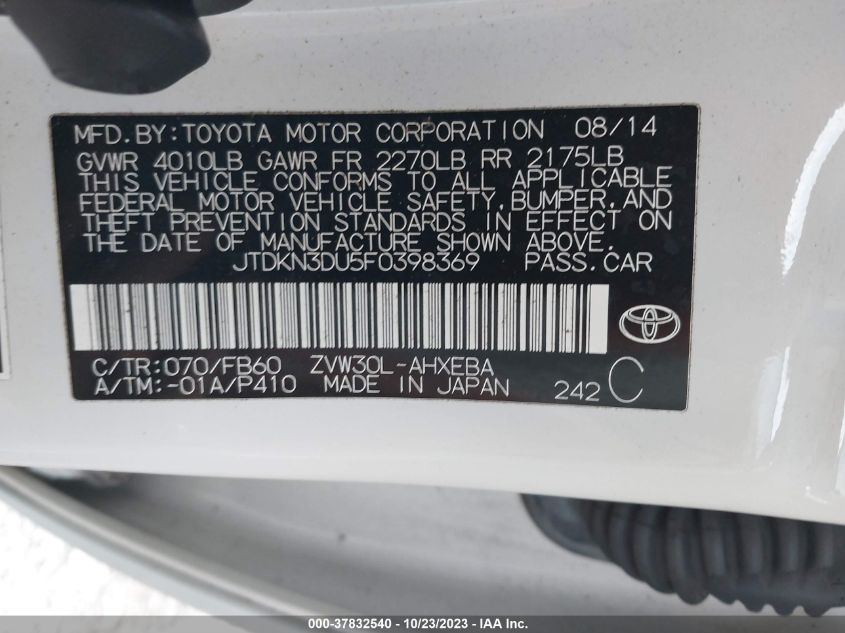 MFD.BY:TOYOTA MOTOR CORPORATION 08/14
GVWR 4010LB GAWR FR 2270LB RR 2175LB
THIS VEHICLE CONFORMS TO ALL APPLICABLE
FEDERAL MOTOR VEHICLE SAFETY,BUMPER,AND
THEFT PREVENTION STANDARDS IN EFFECT ON
THE DATE OF MANUFACTURE SHOWN ABOVE.
JTDKN3DU5F0398369 PASS.CAR
C/TR:070/FB60 ZVW30L-AHXEBA
A/TM:-01A/P410 MADE IN JAPAN 242 C
000-37832540 - 10/23/2023 - IAA Inc.